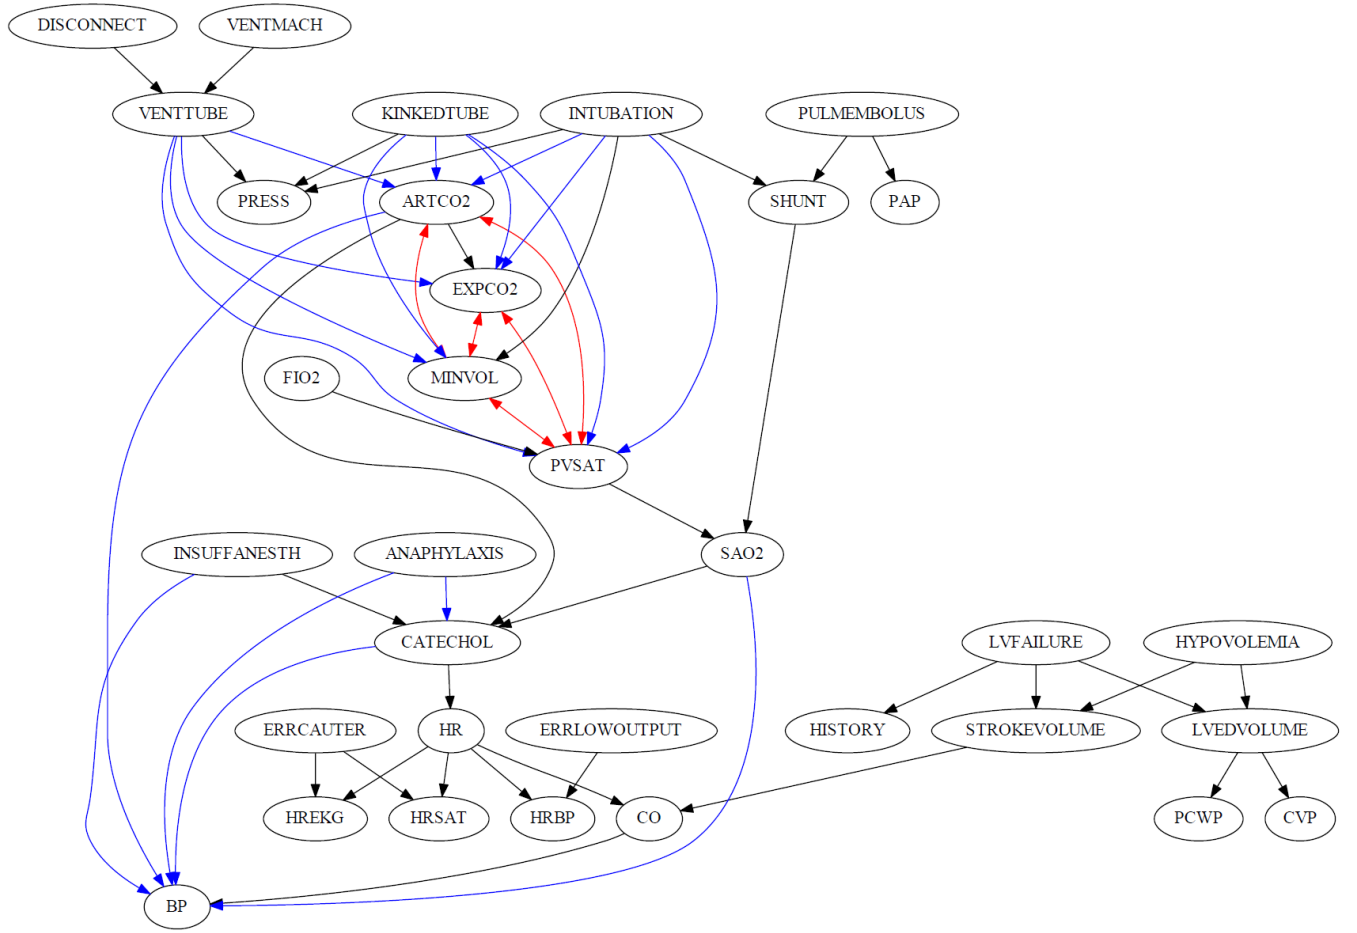 DISCONNECT
VENTMACH
VENTTUBE
KINKEDTUBE
INTUBATION
PULMEMBOLUS
PRESS
ARTCO2
SHUNT
PAP
EXPCO2
FIO2
MINVOL
PVSAT
INSUFFANESTH
ANAPHYLAXIS
SAO2
CATECHOL
LVFAILURE
HYPOVOLEMIA
ERRCAUTER
HR
ERRLOWOUTPUT
HISTORY
STROKEVOLUME
LVEDVOLUME
HREKG
HRSAT
HRBP
CO
PCWP
CVP
BP